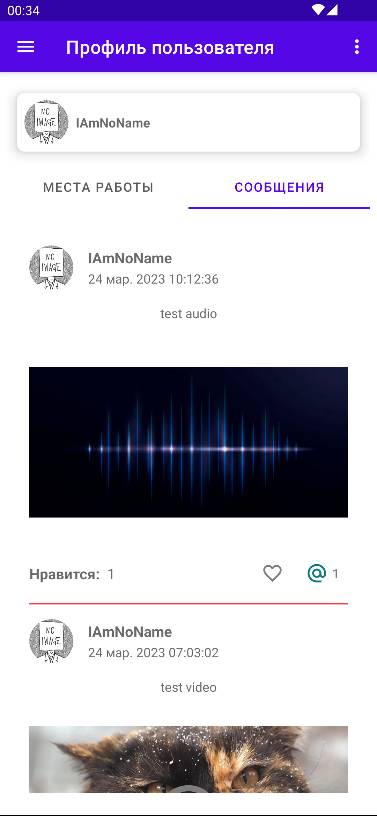 00:34
Профиль пользователя
NO
IMAGE
IAmNoName
МЕСТА РАБОТЫ
СООБЩЕНИЯ
NO
IMAGE
IAmNoName
24 мар. 2023 10:12:36
test audio
Нравится: 1
1
NO
IMAGE
IAmNoName
24 мар. 2023 07:03:02
test video